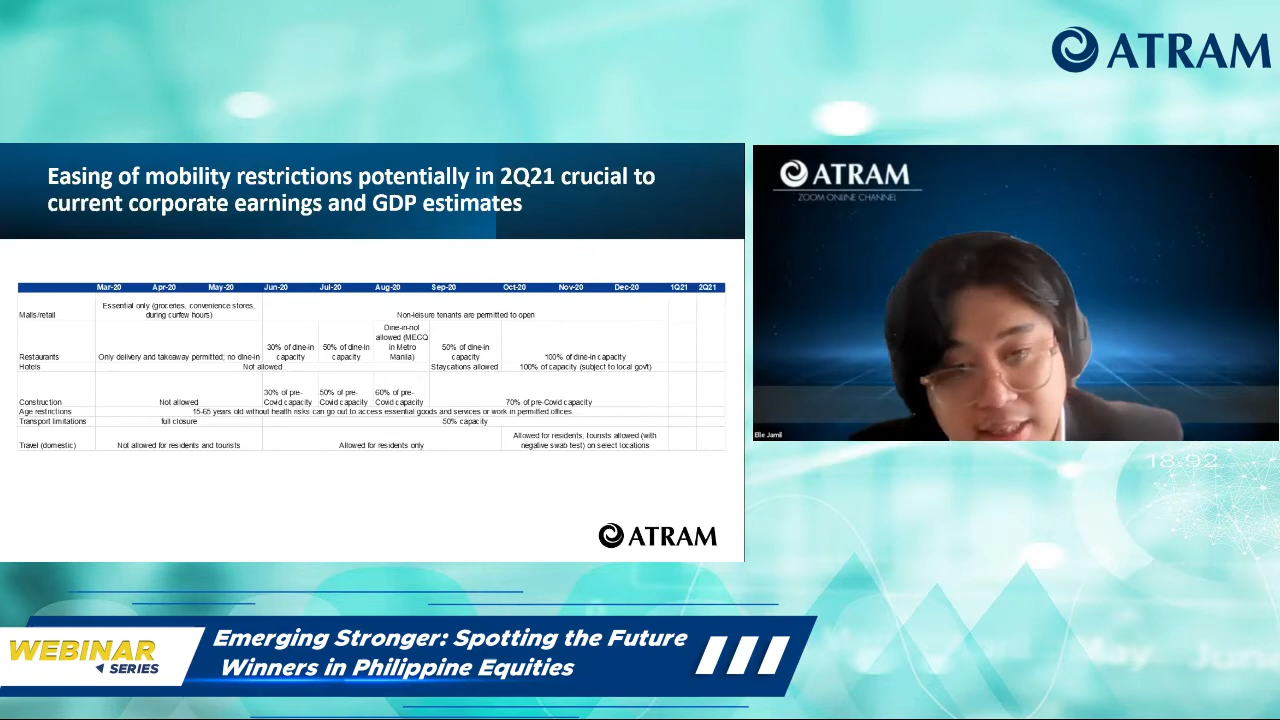 ATRAM
Easing of mobility restrictions potentially in 2Q21 crucial to
current corporate earnings and GDP estimates
Mar-20 Apr-20 May-20 Jun-20 Jul-20 Aug-20 Sep-20 Oct-20 Nov-20 Dec-20 1Q21 2Q21
Malls/retail
Essential only (groceries, convenience stores,
during curfew hours)
Non-leisure tenants are permitted to open
Restaurants
Only delivery and takeaway permitted; no dine-in
30% of dine-in
capacity
50% of dine-in
capacity
Dine-in-not
allowed (MECQ
in Metro
Manila)
50% of dine-in
capacity
100% of dine-in capacity
Hotels
Not allowed
Staycations allowed
100% of capacity (subject to local govt)
Construction
Not allowed
30% of pre-
Covid capacity
50% of pre-
Covid capacity
60% of pre-
Covid capacity
70% of pre-Covid capacity
Age restrictions
15-65 years old without health risks can go out to access essential goods and services or work in permitted offices
Transport limitations
full closure
50% capacity
Travel (domestic)
Not allowed for residents and tourists
Allowed for residents only
Allowed for residents, tourists allowed (with
negative swab test) on select locations
ATRAM
ATRAM
ZOOM ONLINE CHANNEL
Elle Jamil
18.92
May June
WEBINAR
SERIES
Emerging Stronger: Spotting the Future
Winners in Philippine Equities